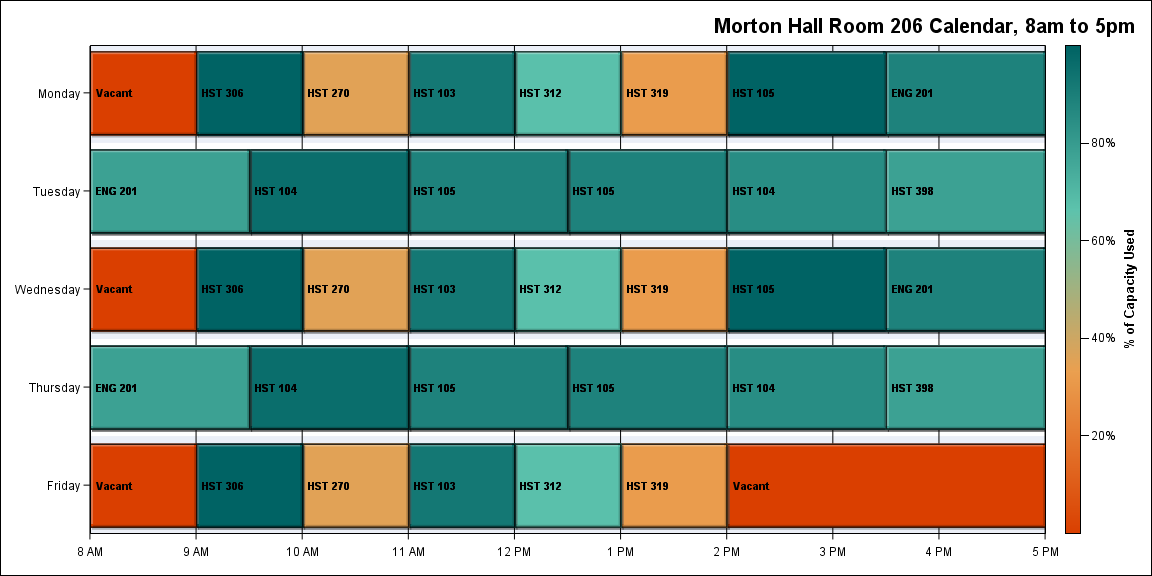 Morton Hall Room 206 Calendar, 8am to 5pm
Monday
Vacant
HST 306
HST 270
HST 103
HST 312
HST 319
HST 105
ENG 201
Tuesday
ENG 201
HST 104
HST 105
HST 105
HST 104
HST 398
Wednesday
Vacant
HST 306
HST 270
HST 103
HST 312
HST 319
HST 105
ENG 201
Thursday
ENG 201
HST 104
HST 105
HST 105
HST 104
HST 398
Friday
Vacant
HST 306
HST 270
HST 103
HST 312
HST 319
Vacant
8 AM
9 AM
10 AM
11 AM
12 PM
1 PM
2 PM
3 PM
4 PM
5 PM
80%
60%
40%
20%
% of Capacity Used